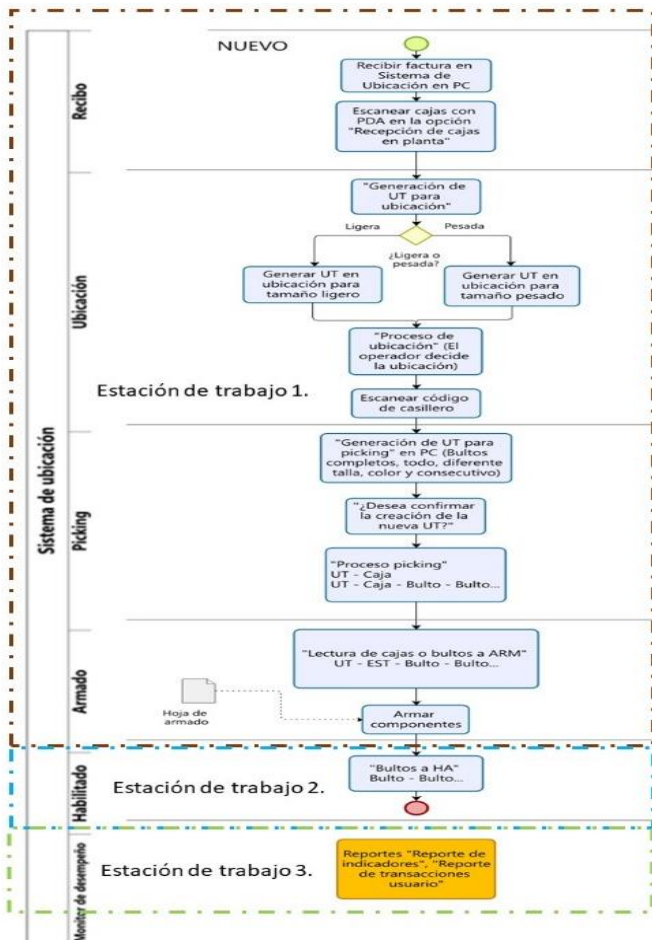 NUEVO
Sistema de ubicación
Recibo
Recibir factura en
Sistema de
Ubicación en PC
Escanear cajas con
PDA en la opción
"Recepción de cajas
en planta"
Ubicación
"Generación de
UT para
ubicación"
Ligera
Pesada
¿Ligera o
pesada?
Generar UT en
ubicación para
tamaño ligero
Generar UT en
ubicación para
tamaño pesado
"Proceso de
ubicación" (El
operador decide
la ubicación)
Estación de trabajo 1.
Escanear código
de casillero
Picking
"Generación de UT para
picking" en PC (Bultos
completos, todo, diferente
talla, color y consecutivo)
"¿Desea confirmar
la creación de la
nueva UT?"
"Proceso picking"
UT - Caja
UT - Caja - Bulto - Bulto...
Armado
"Lectura de cajas o bultos a ARM"
UT - EST - Bulto - Bulto...
Hoja de
armado
Armar
componentes
Habilitado
Estación de trabajo 2.
"Bultos a HA"
Bulto - Bulto...
Monitor de desempeño
Estación de trabajo 3.
Reportes "Reporte de
indicadores", "Reporte
de transacciones
usuario"